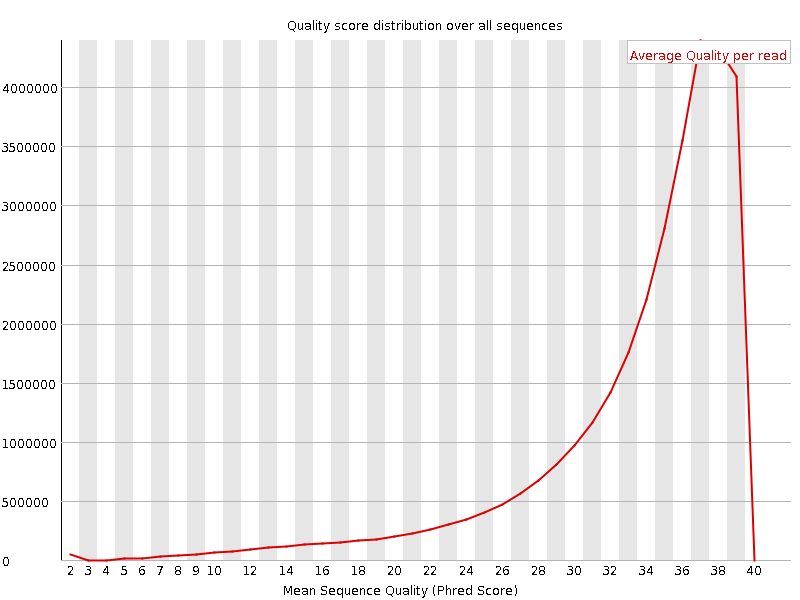 Quality score distribution over all sequences
Average Quality per read
4000000
3500000
3000000
2500000
2000000
1500000
1000000
500000
0
2 3 4 5 6 7 8 9 10 12 14 16 18 20 22 24 26 28 30 32 34 36 38 40
Mean Sequence Quality (Phred Score)